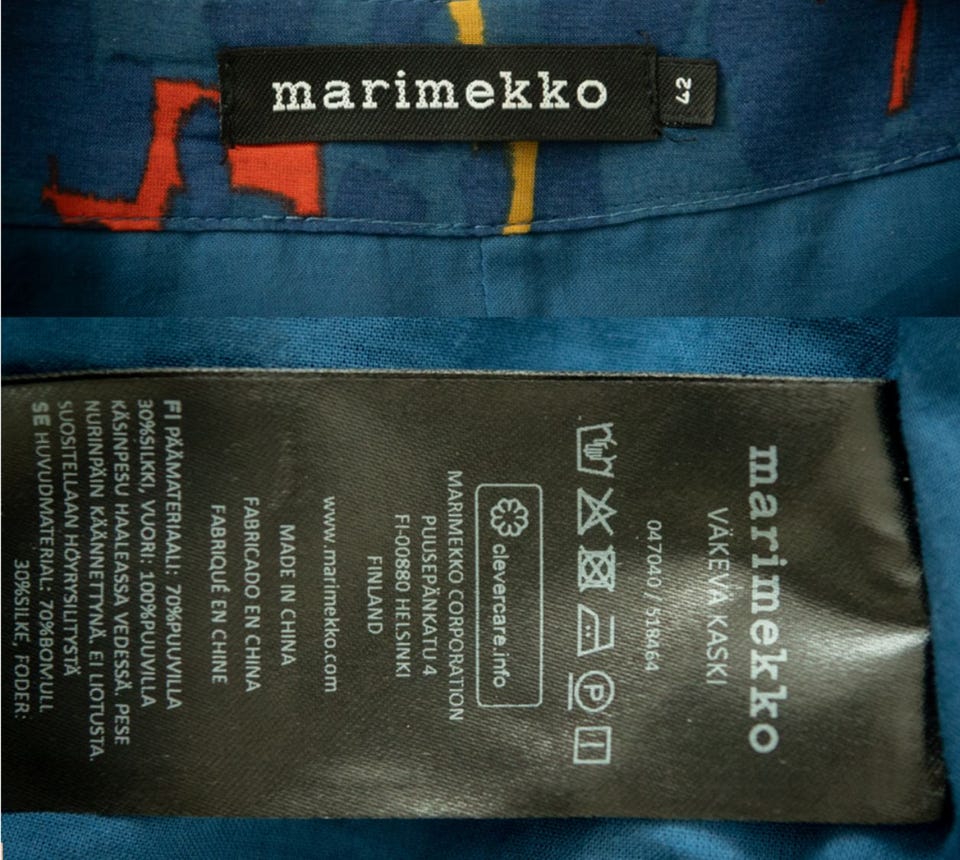 marimekko
42
marimekko
VÄKEVÄ KASKI
047040 / 518464
P
clevercare.info
MARIMEKKO CORPORATION
PUUSEPÄNKATU 4
FI-00880 HELSINKI
FINLAND
www.marimekko.com
MADE IN CHINA
FABRICADO EN CHINA
FABRIQUÉ EN CHINE
FI PÄÄMATERIAALI: 70%PUUVILLA
30%SILKKI, VUORI: 100%PUUVILLA
KÄSINPESU HAALEASSA VEDESSÄ. PESE
NURINPÄIN KÄÄNNETTYNÄ. EI LIOTUSTA.
SUOSITELLAAN HÖYRYSILITYSTÄ
SE HUVUDMATERIAL: 70%BOMULL
30%SILKE, FODER: